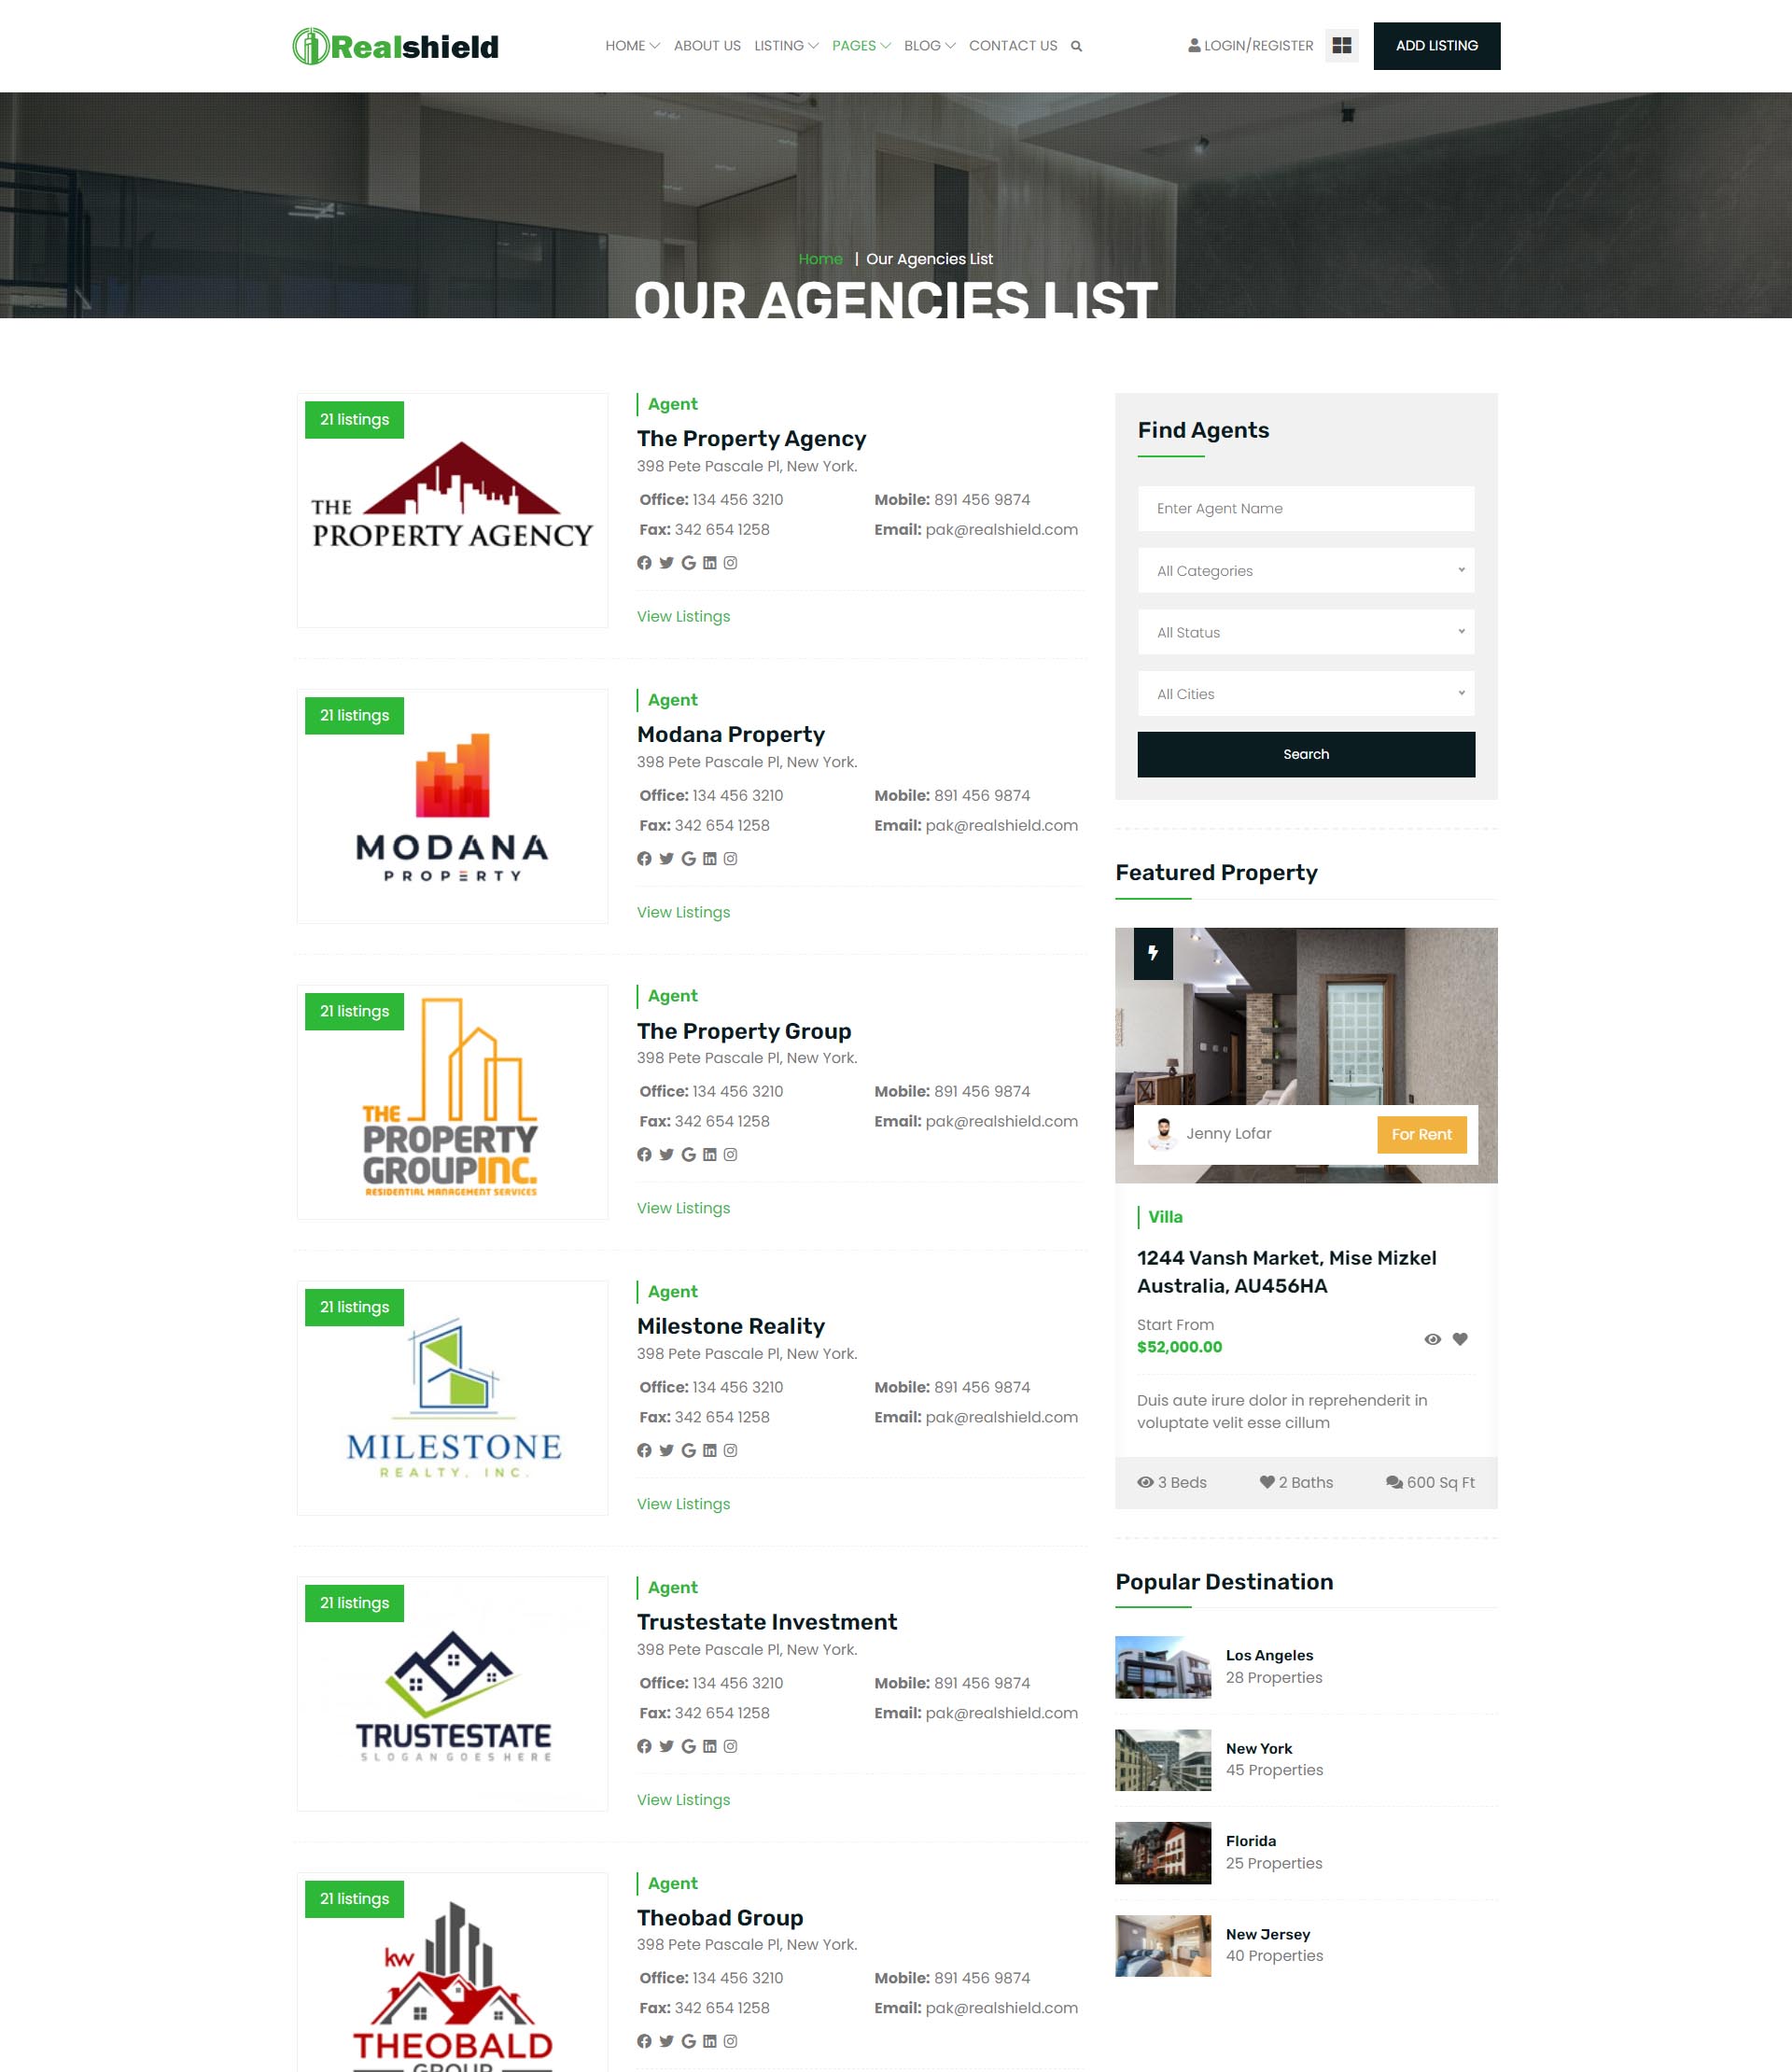 Realshield
HOME ABOUT US LISTING PAGES BLOG CONTACT US
LOGIN/REGISTER
ADD LISTING
Home | Our Agencies List
OUR AGENCIES LIST
21 listings
THE
PROPERTY AGENCY
Agent
The Property Agency
398 Pete Pascale Pl, New York.
Office: 134 456 3210 Mobile: 891 456 9874
Fax: 342 654 1258 Email: pak@realshield.com
View Listings
21 listings
MODANA
PROPERTY
Agent
Modana Property
398 Pete Pascale Pl, New York.
Office: 134 456 3210 Mobile: 891 456 9874
Fax: 342 654 1258 Email: pak@realshield.com
View Listings
21 listings
THE
PROPERTY
GROUPINC.
RESIDENTIAL MANAGEMENT SERVICES
Agent
The Property Group
398 Pete Pascale Pl, New York.
Office: 134 456 3210 Mobile: 891 456 9874
Fax: 342 654 1258 Email: pak@realshield.com
View Listings
21 listings
MILESTONE
REALTY, INC.
Agent
Milestone Reality
398 Pete Pascale Pl, New York.
Office: 134 456 3210 Mobile: 891 456 9874
Fax: 342 654 1258 Email: pak@realshield.com
View Listings
21 listings
TRUSTESTATE
SLOGAN GOES HERE
Agent
Trustestate Investment
398 Pete Pascale Pl, New York.
Office: 134 456 3210 Mobile: 891 456 9874
Fax: 342 654 1258 Email: pak@realshield.com
View Listings
21 listings
kw
THEOBALD
GROUP
Agent
Theobad Group
398 Pete Pascale Pl, New York.
Office: 134 456 3210 Mobile: 891 456 9874
Fax: 342 654 1258 Email: pak@realshield.com
Find Agents
Enter Agent Name
All Categories
All Status
All Cities
Search
Featured Property
Jenny Lofar
For Rent
Villa
1244 Vansh Market, Mise Mizkel
Australia, AU456HA
Start From
$52,000.00
Duis aute irure dolor in reprehenderit in
voluptate velit esse cillum
3 Beds 2 Baths 600 Sq Ft
Popular Destination
Los Angeles
28 Properties
New York
45 Properties
Florida
25 Properties
New Jersey
40 Properties